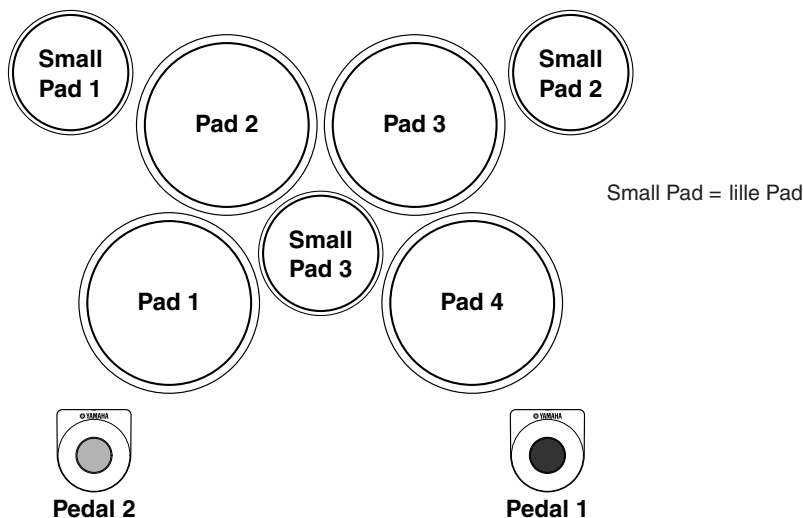 Small
Pad 1
Small
Pad 2
Pad 2
Pad 3
Small Pad = lille Pad
Small
Pad 3
Pad 1
Pad 4
YAMAHA
YAMAHA
Pedal 2
Pedal 1